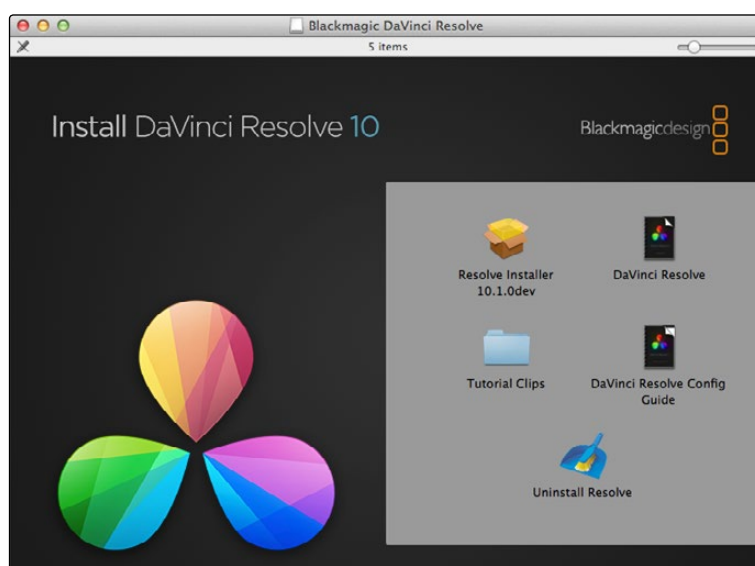 Blackmagic DaVinci Resolve
5 items
Install DaVinci Resolve 10
Blackmagicdesign
Resolve Installer
10.1.0dev
DaVinci Resolve
Tutorial Clips
DaVinci Resolve Config
Guide
Uninstall Resolve